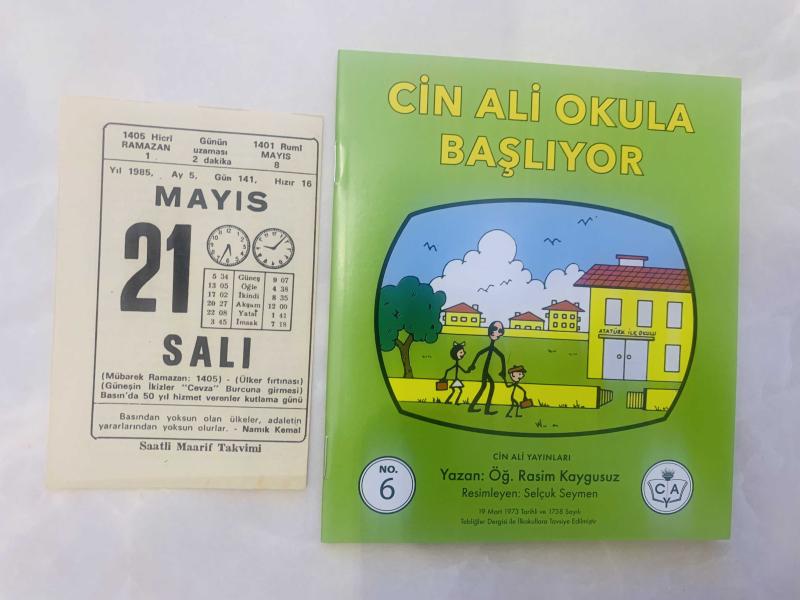 1405 Hicrî
RAMAZAN
1
Günün
uzaması
2 dakika
1401 Rumî
MAYIS
8
Yıl 1985, Ay 5, Gün 141, Hızır 16
MAYIS
21
5 34 Güneş 9 07
13 05 Öğle 4 38
17 02 İkindi 8 35
20 27 Akşam 12 00
22 08 Yatsı 1 41
3 45 İmsak 7 18
SALI
(Mübarek Ramazan: 1405) - (Ülker fırtınası)
(Güneşin İkizler "Cevza" Burcuna girmesi)
Basın'da 50 yıl hizmet verenler kutlama günü
Basından yoksun olan ülkeler, adaletin
yararlarından yoksun olurlar. - Namık Kemal
Saatli Maarif Takvimi
CİN ALİ OKULA
BAŞLIYOR
ATATÜRK İLK OKULU
CİN ALİ YAYINLARI
NO.
6
Yazan: Öğ. Rasim Kaygusuz
Resimleyen: Selçuk Seymen
19 Mart 1973 Tarihli ve 1738 Sayılı
Tebliğler Dergisi ile İlkokullara Tavsiye Edilmiştir
C A
Y